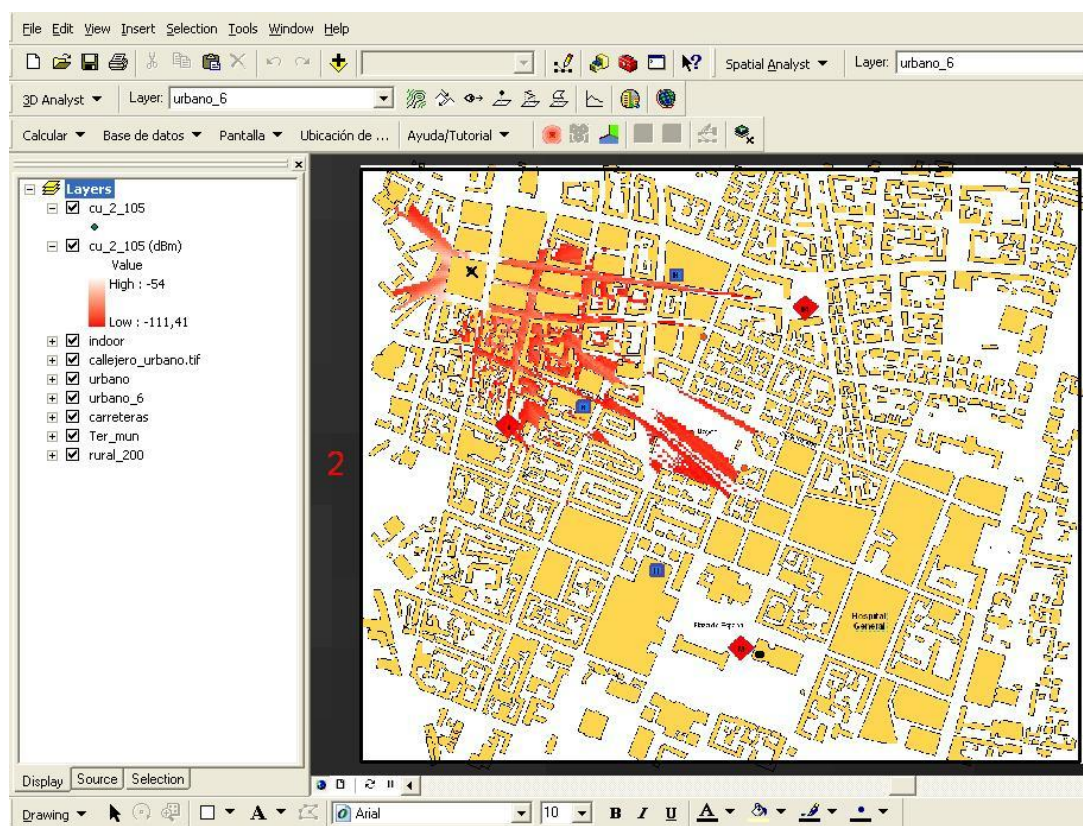 File Edit View Insert Selection Tools Window Help
Spatial Analyst Layer: urbano_6
3D Analyst Layer: urbano_6
Calcular Base de datos Pantalla Ubicación de ... Ayuda/Tutorial
Layers
cu_2_105
cu_2_105 (dBm)
Value
High : -54
Low : -111,41
indoor
callejero_urbano.tif
urbano
urbano_6
carreteras
Ter_mun
rural_200
2
Hospital
General
Display Source Selection
Drawing A Arial 10 B I U A